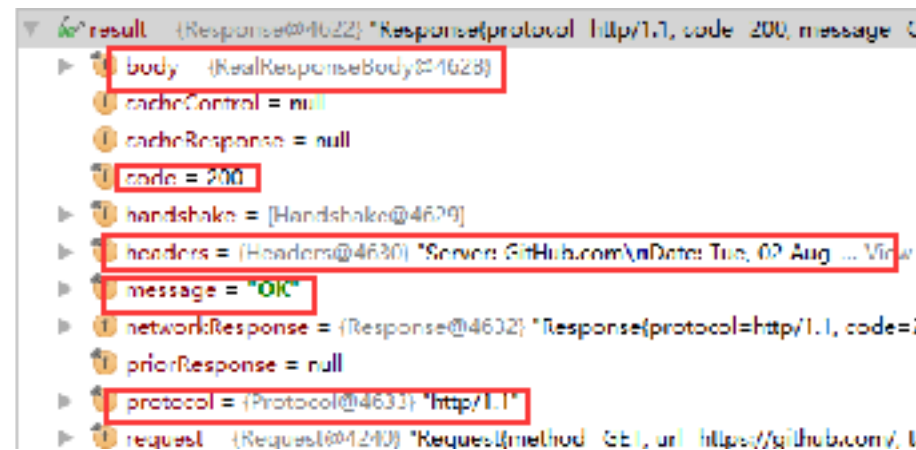 result {Response@4622} "Response{protocol=http/1.1, code=200, message=
body {RealResponseBody@4628}
cacheControl = null
cacheResponse = null
code = 200
handshake = {Handshake@4629}
headers = {Headers@4630} "Server: GitHub.com\nDate: Tue, 02 Aug ... View
message = "OK"
networkResponse = {Response@4632} "Response{protocol=http/1.1, code=2
priorResponse = null
protocol = {Protocol@4633} "http/1.1"
request {Request@4240} "Request{method=GET, url=https://github.com/, t